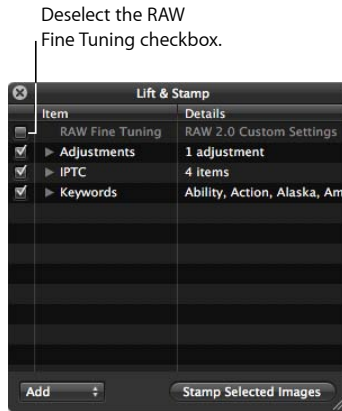 Deselect the RAW
Fine Tuning checkbox.
Lift & Stamp
Item Details
RAW Fine Tuning RAW 2.0 Custom Settings
Adjustments 1 adjustment
IPTC 4 items
Keywords Ability, Action, Alaska, Am
Add Stamp Selected Images